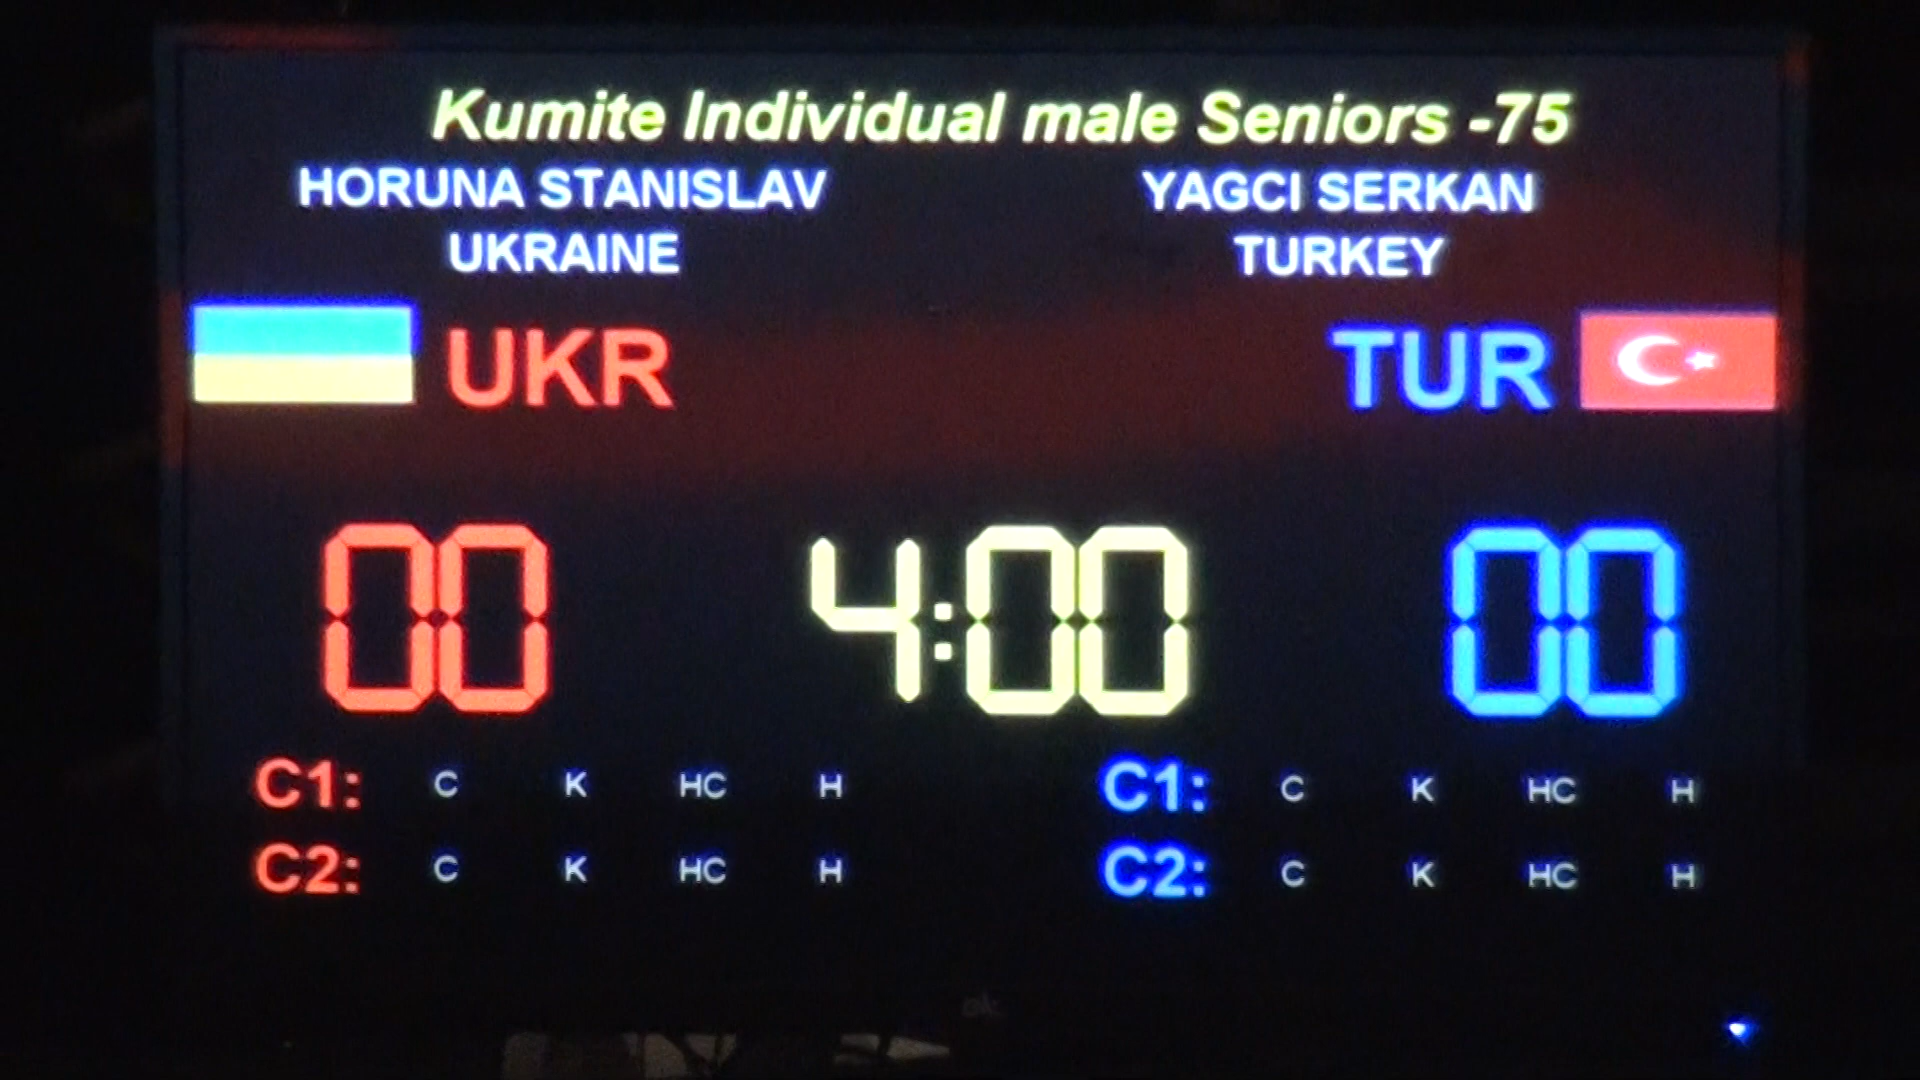 Kumite Individual male Seniors -75
HORUNA STANISLAV YAGCI SERKAN
UKRAINE TURKEY
UKR TUR
00 4:00 00
C1: C K HC H C1: C K HC H
C2: C K HC H C2: C K HC H